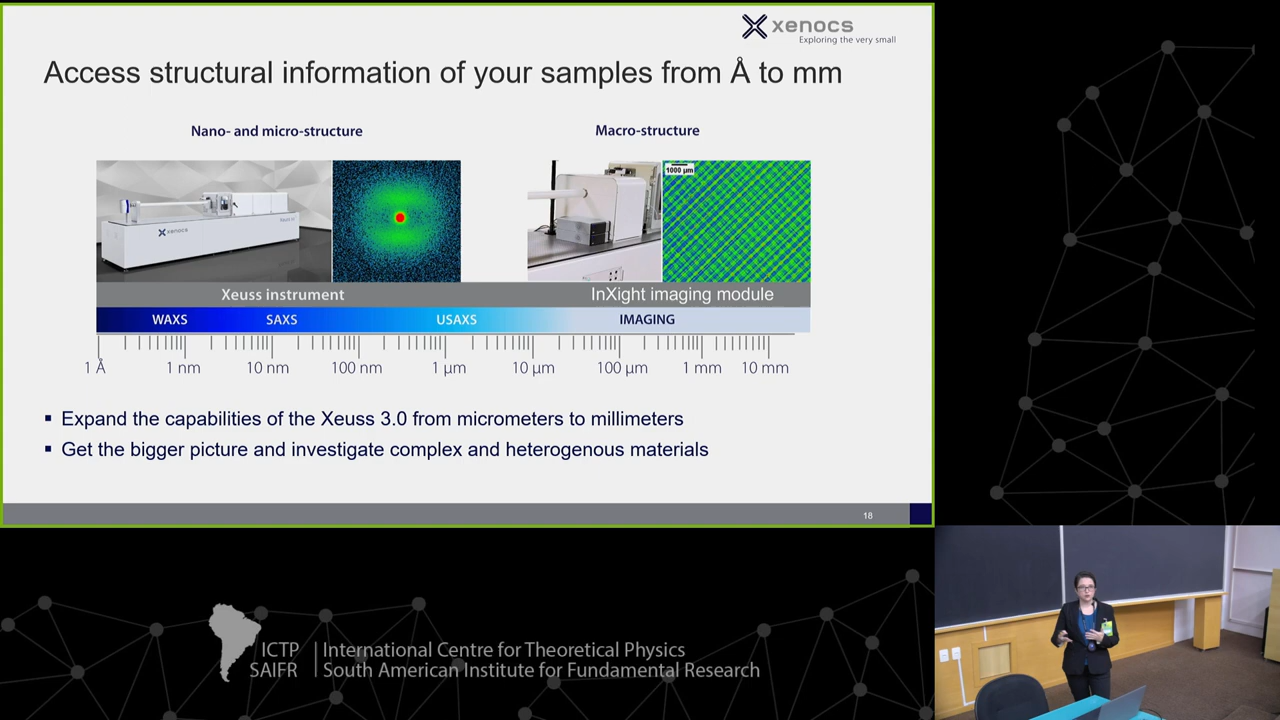 xenocs
Exploring the very small
Access structural information of your samples from Å to mm
Nano- and micro-structure
Macro-structure
xenocs
1000 µm
Xeuss instrument
InXight imaging module
WAXS SAXS USAXS IMAGING
1 Å 1 nm 10 nm 100 nm 1 µm 10 µm 100 µm 1 mm 10 mm
▪ Expand the capabilities of the Xeuss 3.0 from micrometers to millimeters
▪ Get the bigger picture and investigate complex and heterogenous materials
18
ICTP International Centre for Theoretical Physics
SAIFR South American Institute for Fundamental Research